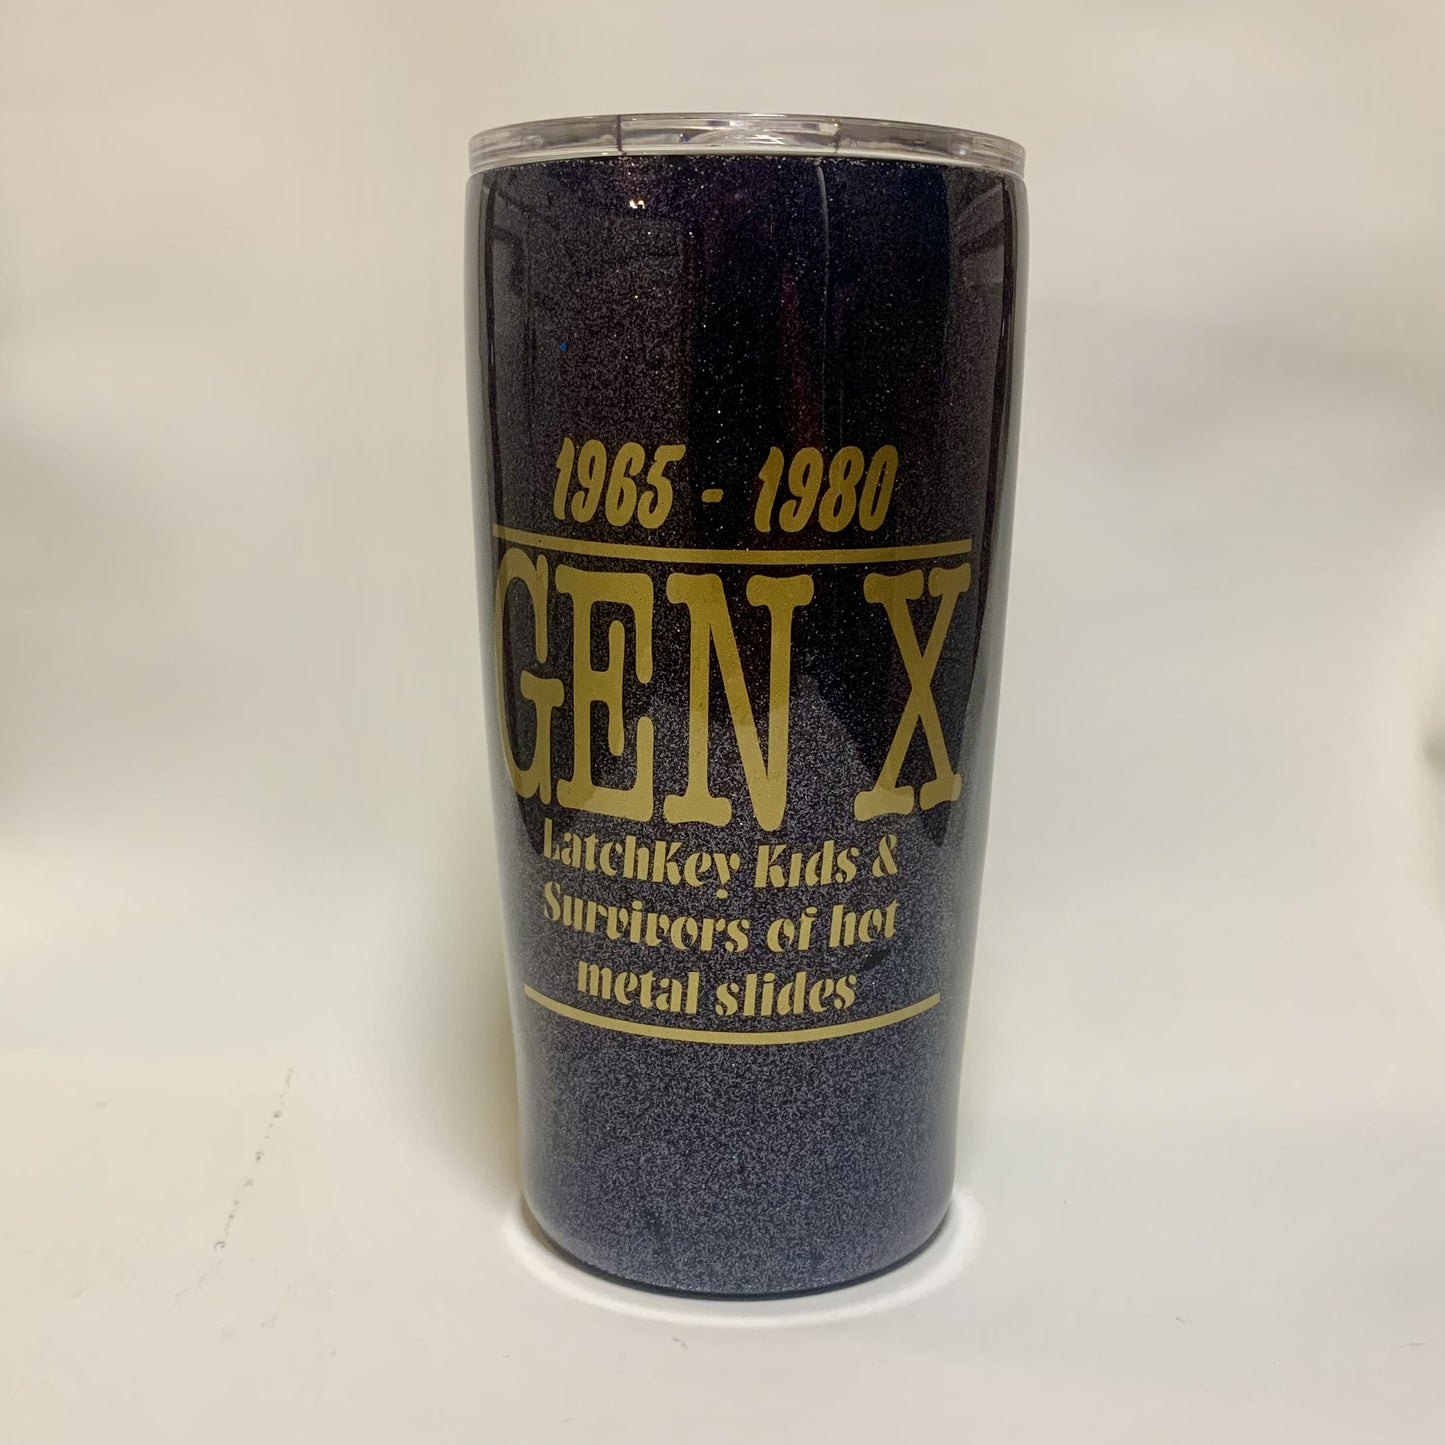 1965 - 1980
GEN X
LatchKey Kids &
Survivors of hot
metal slides